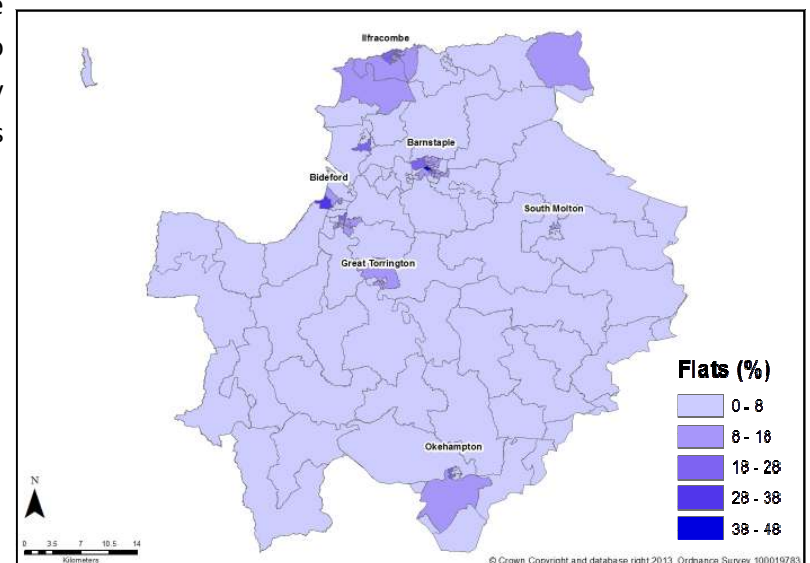 e
o
y
s
Ilfracombe
Barnstaple
Bideford
South Molton
Great Torrington
Okehampton
Flats (%)
0 - 8
8 - 16
18 - 28
28 - 38
38 - 48
N
0 3.5 7 10.5 14
Kilometers
© Crown Copyright and database right 2013. Ordnance Survey 100019783